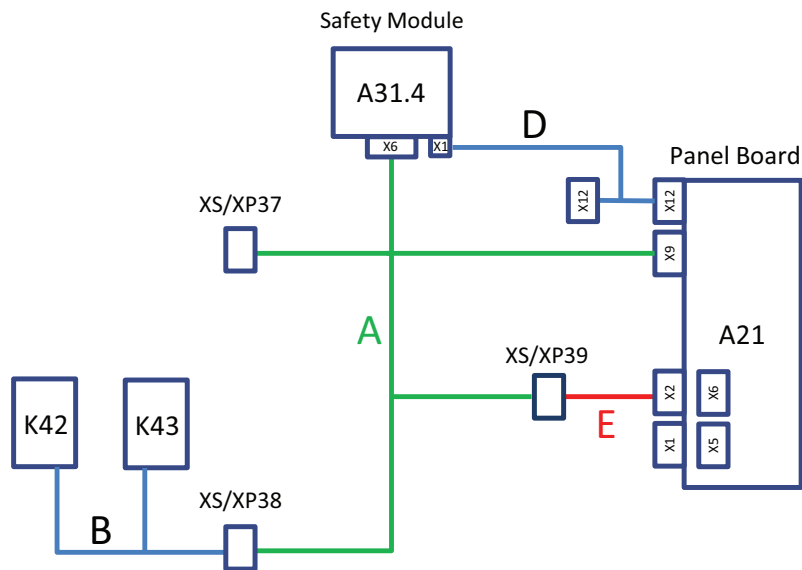 Safety Module
A31.4
X6
X1
D
Panel Board
X12
X12
XS/XP37
X9
A
A21
XS/XP39
K42
K43
X2
X6
E
X1
X5
XS/XP38
B